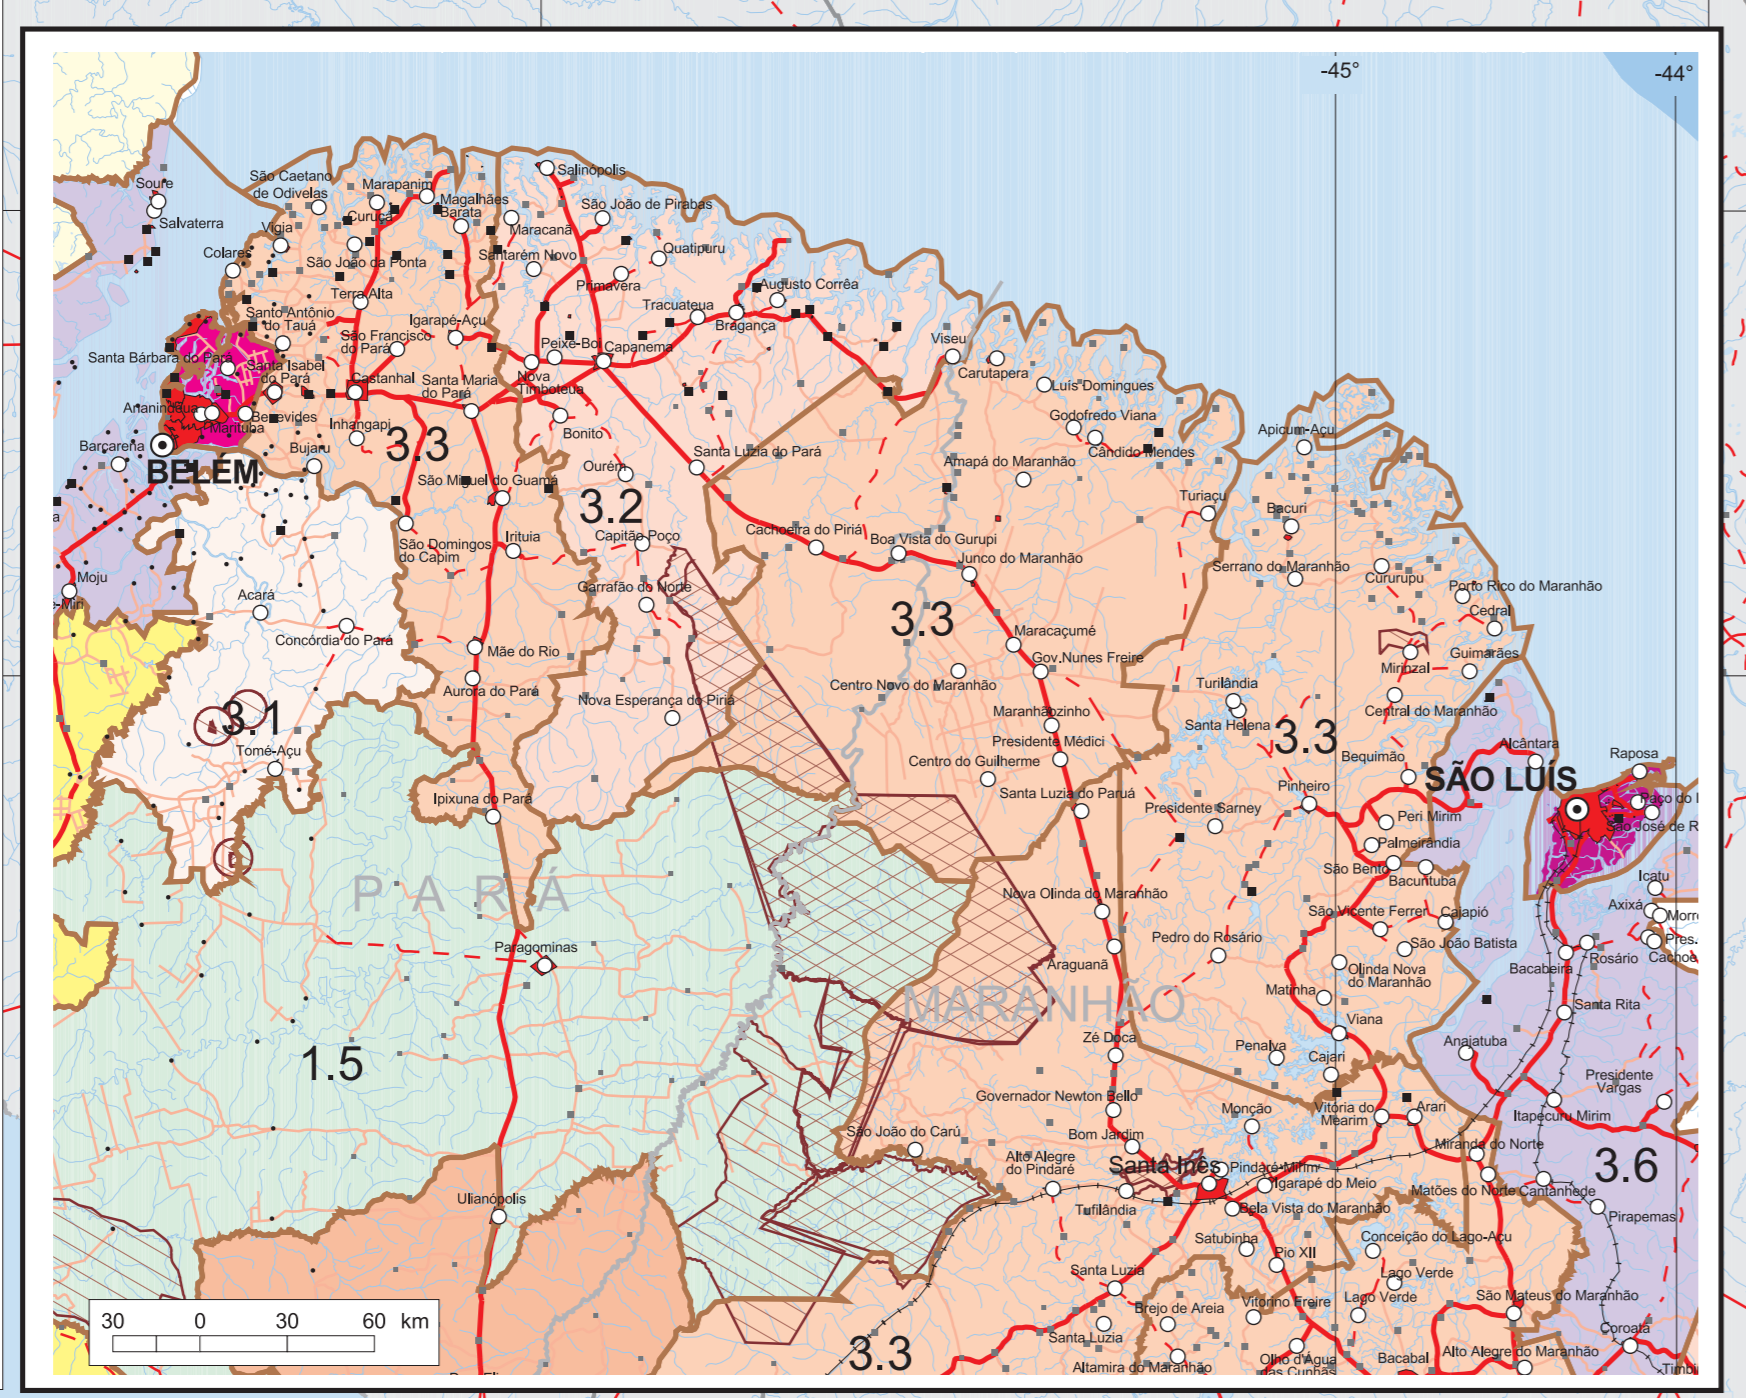 -45°
-44°
Salinópolis
São Caetano
de Odivelas
Marapanim
Soure
Magalhães
Barata
São João de Pirabas
Curuçá
Salvaterra
Maracanã
Vigia
Quatipuru
Colares
São João da Ponta
Santarém Novo
Primavera
Augusto Corrêa
Terra Alta
Tracuateua
Santo Antônio
do Tauá
Igarapé-Açu
Bragança
São Francisco
do Pará
Peixe-Boi
Capanema
Viseu
Santa Bárbara do Pará
Santa Isabel
do Pará
Castanhal
Santa Maria
do Pará
Nova
Timboteua
Carutapera
Luís Domingues
Ananindeua
Benevides
Marituba
Inhangapi
Godofredo Viana
Bonito
Apicum-Açu
Barcarena
Bujaru
3.3
Santa Luzia do Pará
Cândido Mendes
BELÉM
Ourém
Amapá do Maranhão
São Miguel do Guamá
Turiaçu
3.2
Bacuri
a
Cachoeira do Piriá
Capitão Poço
Irituia
Boa Vista do Gurupi
São Domingos
do Capim
Junco do Maranhão
Serrano do Maranhão
Cururupu
Moju
Garrafão do Norte
Porto Rico do Maranhão
e-Miri
Acará
Cedral
3.3
Concórdia do Pará
Maracaçumé
Mãe do Rio
Gov.Nunes Freire
Guimarães
Mirinzal
Aurora do Pará
Centro Novo do Maranhão
Turilândia
Nova Esperança do Piriá
Maranhãozinho
Santa Helena
Central do Maranhão
3.1
3.3
Tomé-Açu
Presidente Médici
Alcântara
Bequimão
Raposa
Centro do Guilherme
SÃO LUÍS
Ipixuna do Pará
Santa Luzia do Paruá
Pinheiro
Presidente Sarney
Paço do l
Peri Mirim
São José de R
Palmeirândia
São Bento
Bacurituba
Icatu
PARÁ
Nova Olinda do Maranhão
São Vicente Ferrer
Cajapió
Axixá
Morr
Paragominas
Pedro do Rosário
São João Batista
Pres.
Araguanã
Olinda Nova
do Maranhão
Bacabeira
Rosário
Cachoe
Matinha
MARANHÃO
Santa Rita
Viana
Zé Doca
Penalva
Anajatuba
1.5
Cajari
Presidente
Vargas
Governador Newton Bello
Monção
Vitória do
Mearim
Arari
Itapecuru Mirim
São João do Carú
Bom Jardim
Miranda do Norte
Alto Alegre
do Pindaré
Santa Inês
Pindaré-Mirim
3.6
Igarapé do Meio
Matões do Norte
Cantanhede
Ulianópolis
Tufilândia
Bela Vista do Maranhão
Pirapemas
Satubinha
Conceição do Lago-Açu
Pio XII
Santa Luzia
Lago Verde
Brejo de Areia
Vitorino Freire
Lago Verde
São Mateus do Maranhão
30 0 30 60 km
Santa Luzia
Coroatá
3.3
Olho d'Água
das Cunhãs
Bacabal
Alto Alegre do Maranhão
Altamira do Maranhão
Timbi